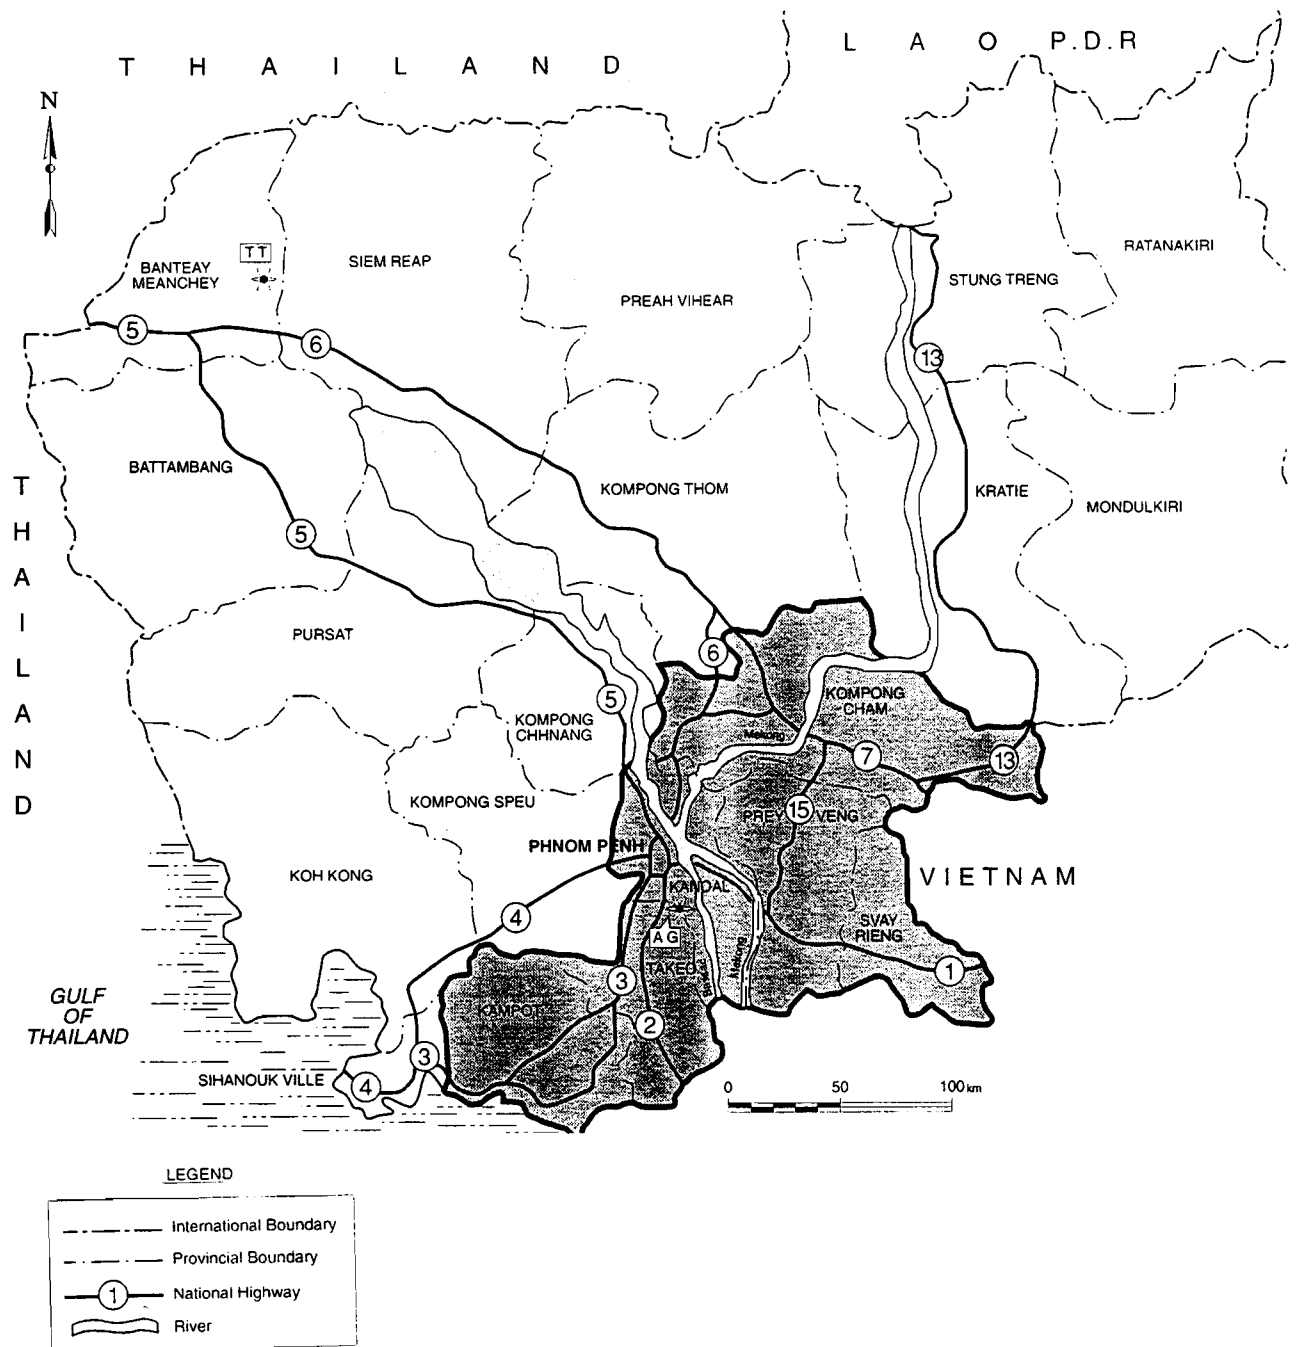 THAILAND
LAO P.D.R
N
TT
BANTEAY
MEANCHEY
SIEM REAP
PREAH VIHEAR
STUNG TRENG
RATANAKIRI
5
6
13
BATTAMBANG
KOMPONG THOM
KRATIE
MONDULKIRI
THAILAND
5
PURSAT
6
5
KOMPONG
CHHNANG
KOMPONG
CHAM
Mekong
7
13
KOMPONG SPEU
15
PREY VENG
PHNOM PENH
KOH KONG
KANDAL
VIETNAM
4
SVAY
RIENG
AG
TAKEO
Mekong
3
1
GULF
OF
THAILAND
KAMPOT
2
3
SIHANOUK VILLE
4
0 50 100 km
LEGEND
International Boundary
Provincial Boundary
1 National Highway
River